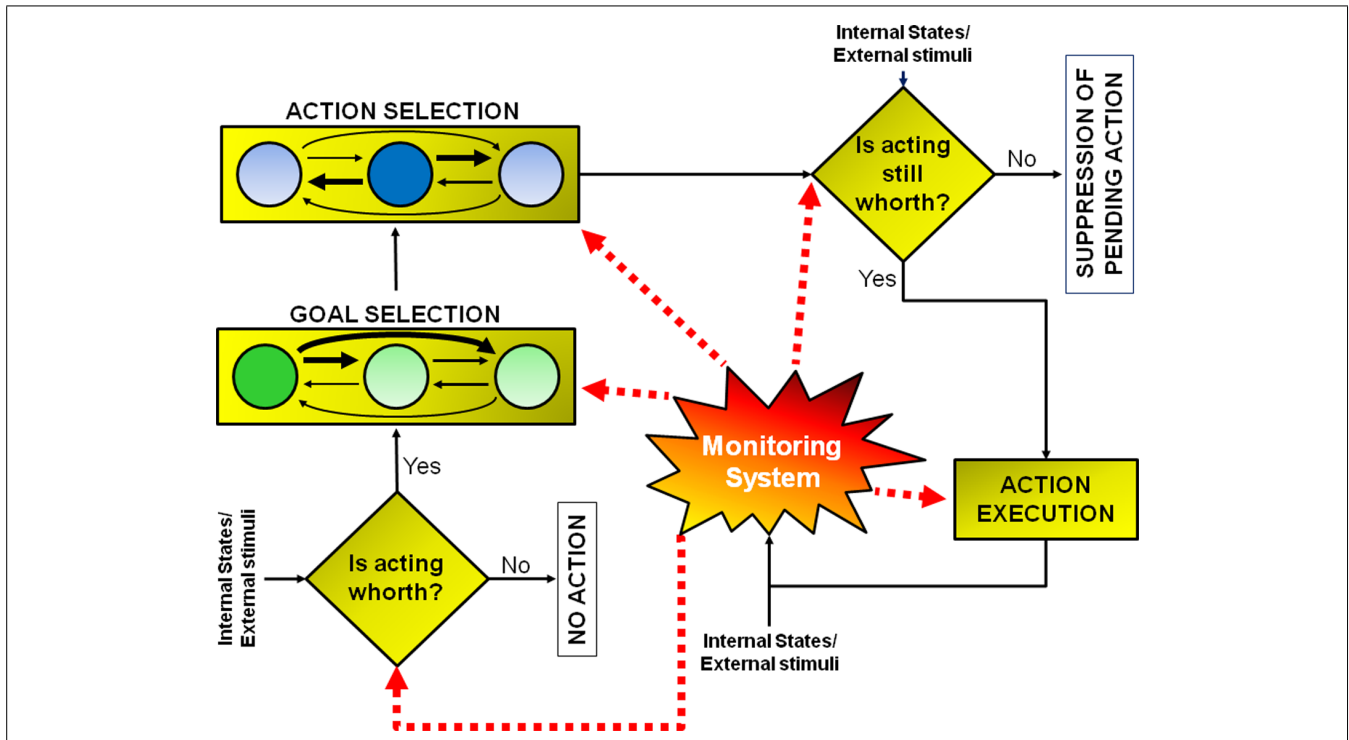 Internal States/
External stimuli
ACTION SELECTION
Is acting
still
whorth?
No
SUPPRESSION OF
PENDING ACTION
Yes
GOAL SELECTION
Monitoring
System
ACTION
EXECUTION
Yes
Internal States/
External stimuli
Is acting
whorth?
No
NO ACTION
Internal States/
External stimuli